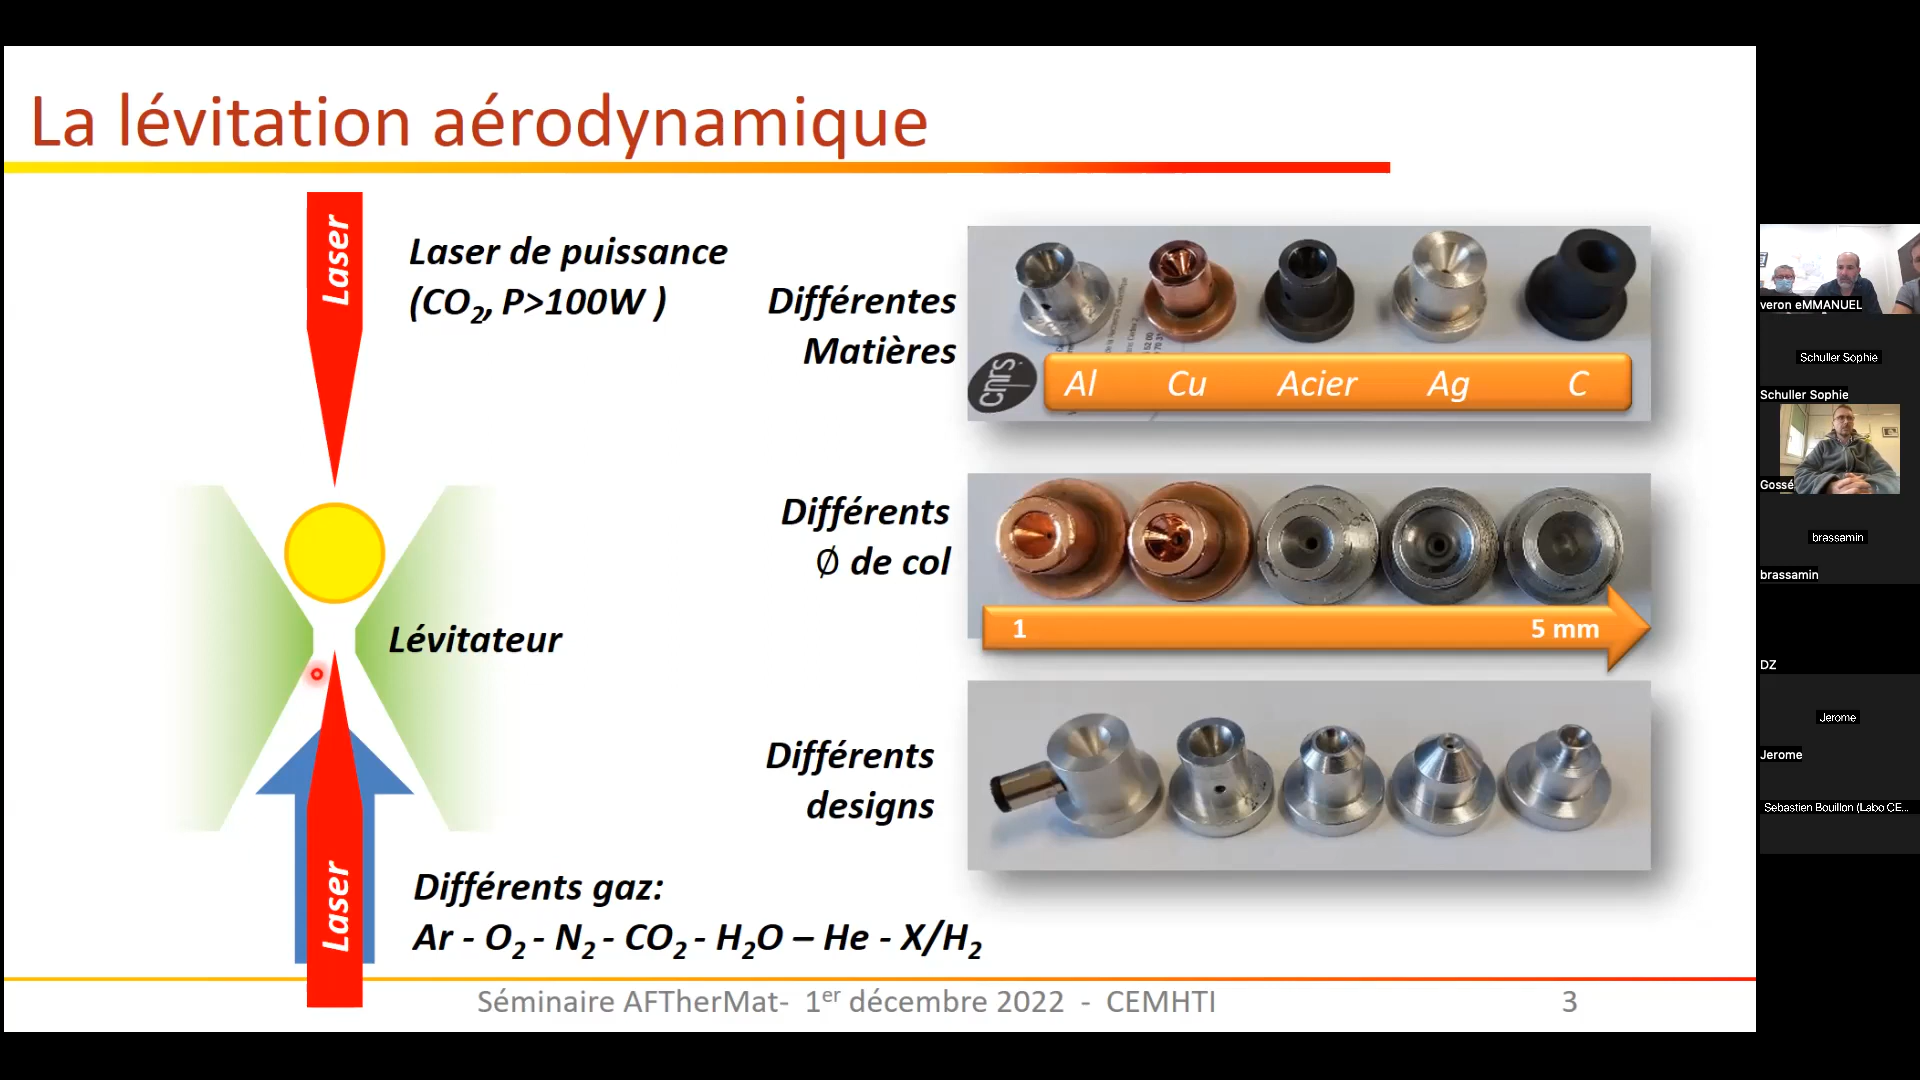 La lévitation aérodynamique
Laser
Laser de puissance
(CO2, P>100W )
Différentes
Matières
cnrs
Al Cu Acier Ag C
Différents
Ø de col
1 5 mm
Lévitateur
Différents
designs
Laser
Différents gaz:
Ar - O2 - N2 - CO2 - H2O – He - X/H2
Séminaire AFTherMat- 1er décembre 2022 - CEMHTI
3
veron eMMANUEL
Schuller Sophie
Schuller Sophie
Gossé
brassamin
brassamin
DZ
Jerome
Jerome
Sebastien Bouillon (Labo CE...